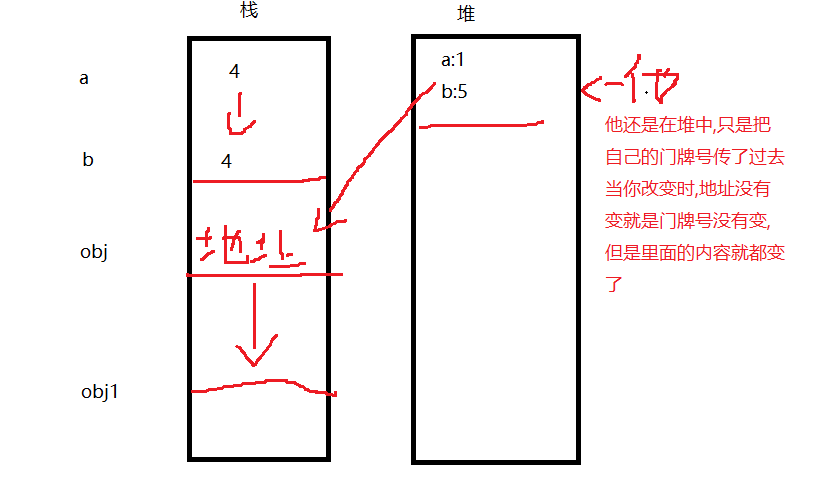 栈
堆
a
4
a:1
b:5
一个地
他还是在堆中,只是把
自己的门牌号传了过去
当你改变时,地址没有
变就是门牌号没有变,
但是里面的内容就都变
了
b
4
obj
地址
obj1